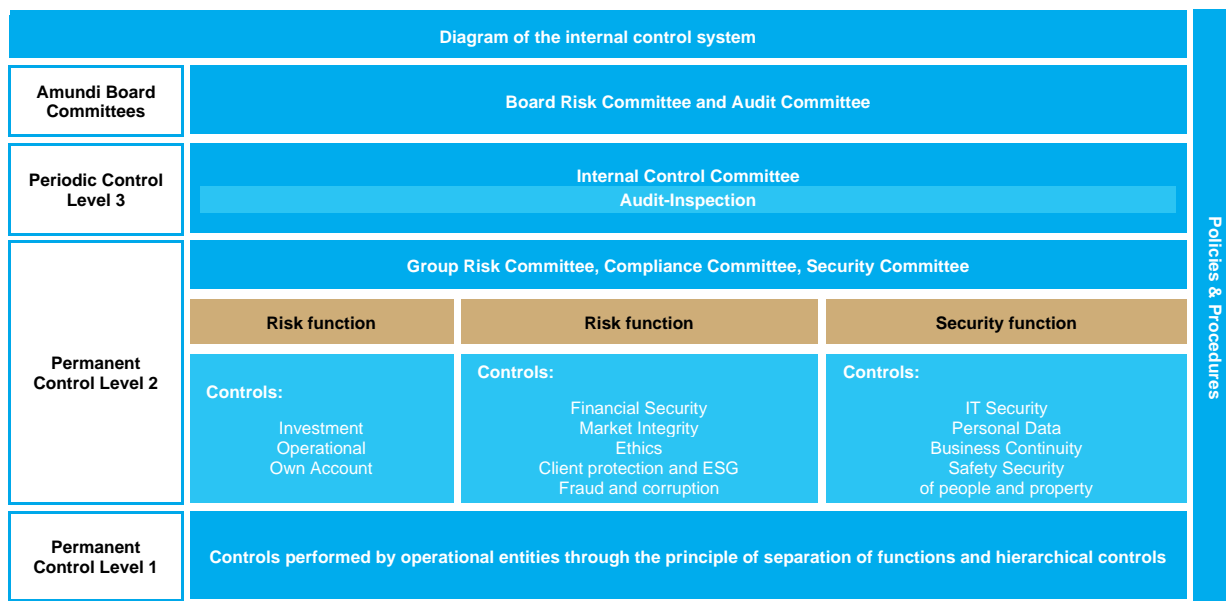 Diagram of the internal control system
Amundi Board
Committees
Board Risk Committee and Audit Committee
Periodic Control
Level 3
Internal Control Committee
Audit-Inspection
Permanent
Control Level 2
Group Risk Committee, Compliance Committee, Security Committee
Risk function
Controls:
Investment
Operational
Own Account
Risk function
Controls:
Financial Security
Market Integrity
Ethics
Client protection and ESG
Fraud and corruption
Security function
Controls:
IT Security
Personal Data
Business Continuity
Safety Security
of people and property
Permanent
Control Level 1
Controls performed by operational entities through the principle of separation of functions and hierarchical controls
Policies & Procedures